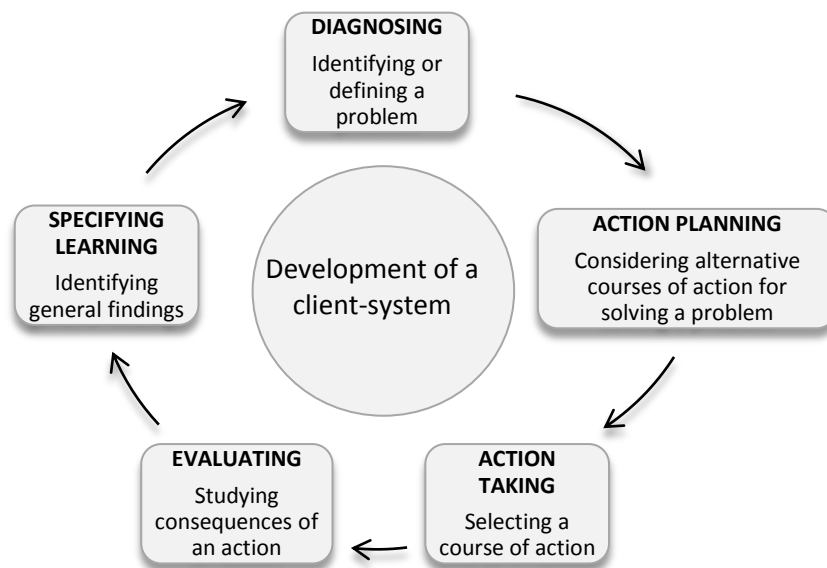 DIAGNOSING
Identifying or
defining a
problem
ACTION PLANNING
Considering alternative
courses of action for
solving a problem
ACTION
TAKING
Selecting a
course of action
EVALUATING
Studying
consequences of
an action
SPECIFYING
LEARNING
Identifying
general findings
Development of a
client-system